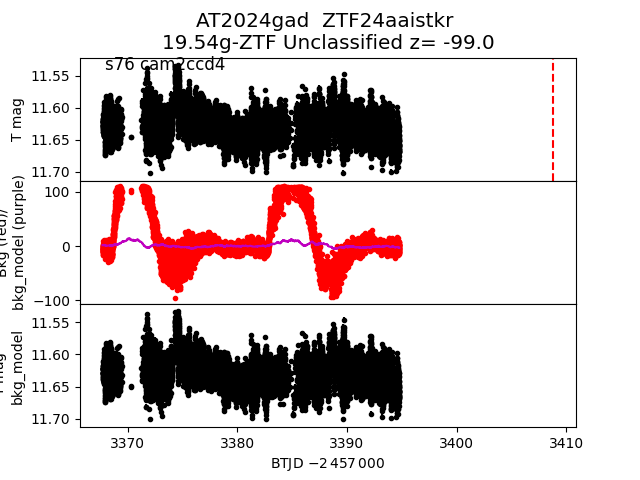 AT2024gad  ZTF24aaistkr
19.54g-ZTF Unclassified z= -99.0
s76 cam2ccd4
11.55
11.60
11.65
11.70
T mag
100
0
−100
Bkg (red)/
bkg_model (purple)
11.55
11.60
11.65
11.70
mag
bkg_model
3370
3380
3390
3400
3410
BTJD −2 457 000